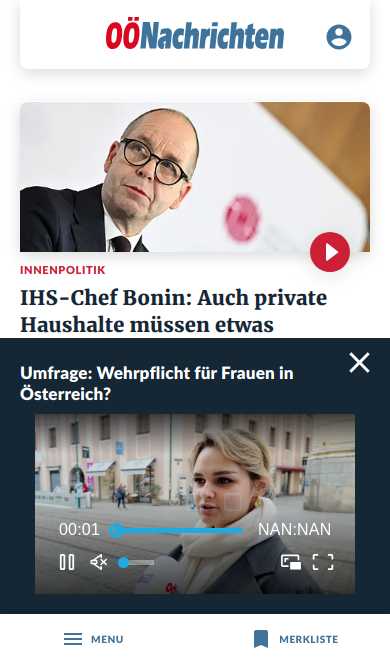 OÖNachrichten
INNENPOLITIK
IHS-Chef Bonin: Auch private
Haushalte müssen etwas
Umfrage: Wehrpflicht für Frauen in
Österreich?
00:01
NAN:NAN
MENU
MERKLISTE